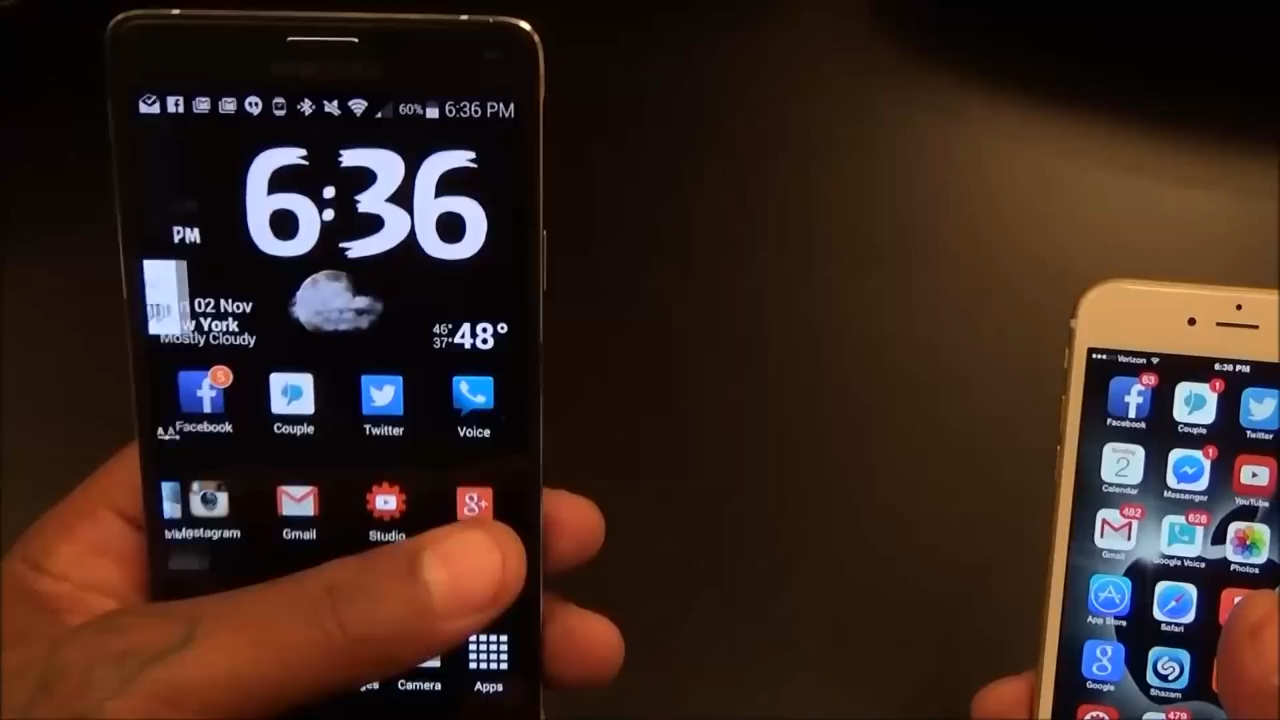 60% 6:36 PM
6:36
PM
02 Nov
York
Mostly Cloudy
46°
37°
48°
5
Facebook
Couple
Twitter
Voice
Instagram
Gmail
Studio
g+
Camera
Apps
Verizon
6:36 PM
63
1
Facebook
Couple
Twitter
Sunday
2
1
Calendar
Messenger
YouTube
482
626
Gmail
Google Voice
Photos
App Store
Safari
Google
Shazam
479